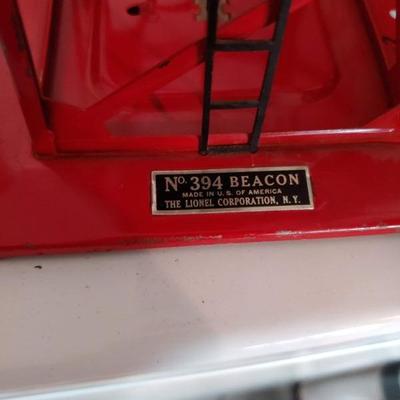 No. 394 BEACON
MADE IN U.S. OF AMERICA
THE LIONEL CORPORATION, N.Y.